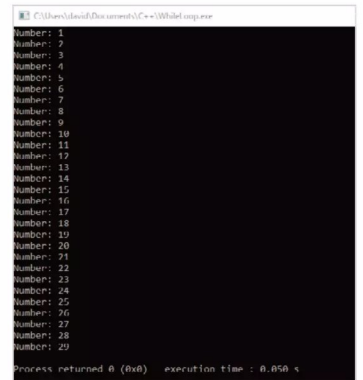 C:\Users\david\Documents\C++\WhileLoop.exe
Number: 1
Number: 2
Number: 3
Number: 4
Number: 5
Number: 6
Number: 7
Number: 8
Number: 9
Number: 10
Number: 11
Number: 12
Number: 13
Number: 14
Number: 15
Number: 16
Number: 17
Number: 18
Number: 19
Number: 20
Number: 21
Number: 22
Number: 23
Number: 24
Number: 25
Number: 26
Number: 27
Number: 28
Number: 29
Process returned 0 (0x0) execution time : 0.050 s